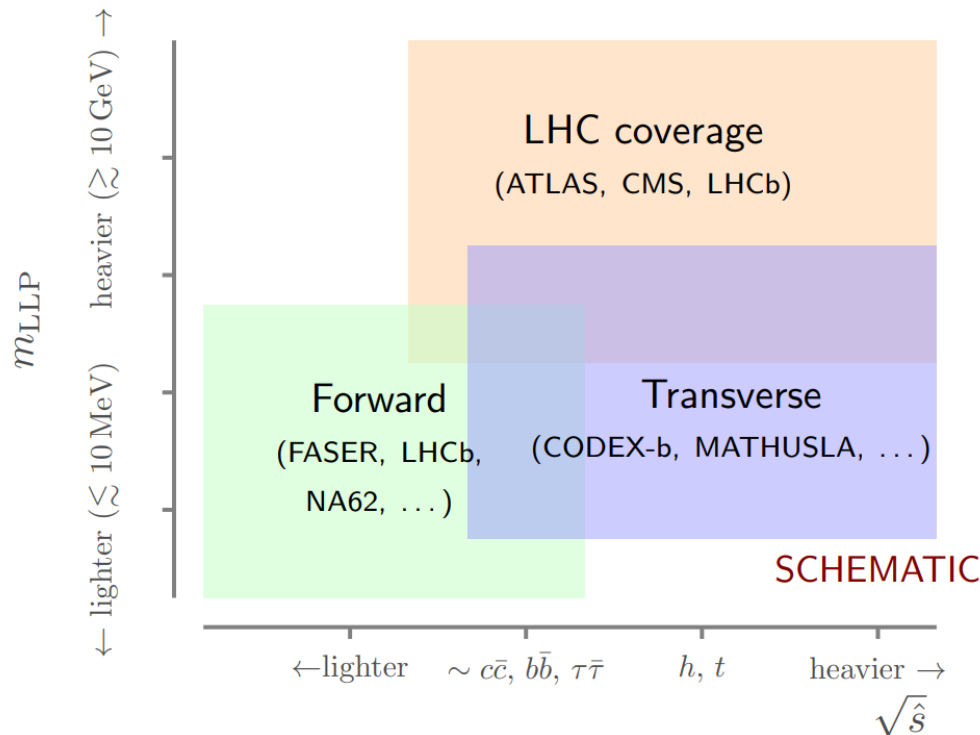 LHC coverage
(ATLAS, CMS, LHCb)
Forward
(FASER, LHCb,
NA62, ...)
Transverse
(CODEX-b, MATHUSLA, ...)
SCHEMATIC
m_LLP
← lighter (≲ 10 MeV)
heavier (≳ 10 GeV) →
←lighter
∼ cc̄, bb̄, ττ̄
h, t
heavier →
√ŝ